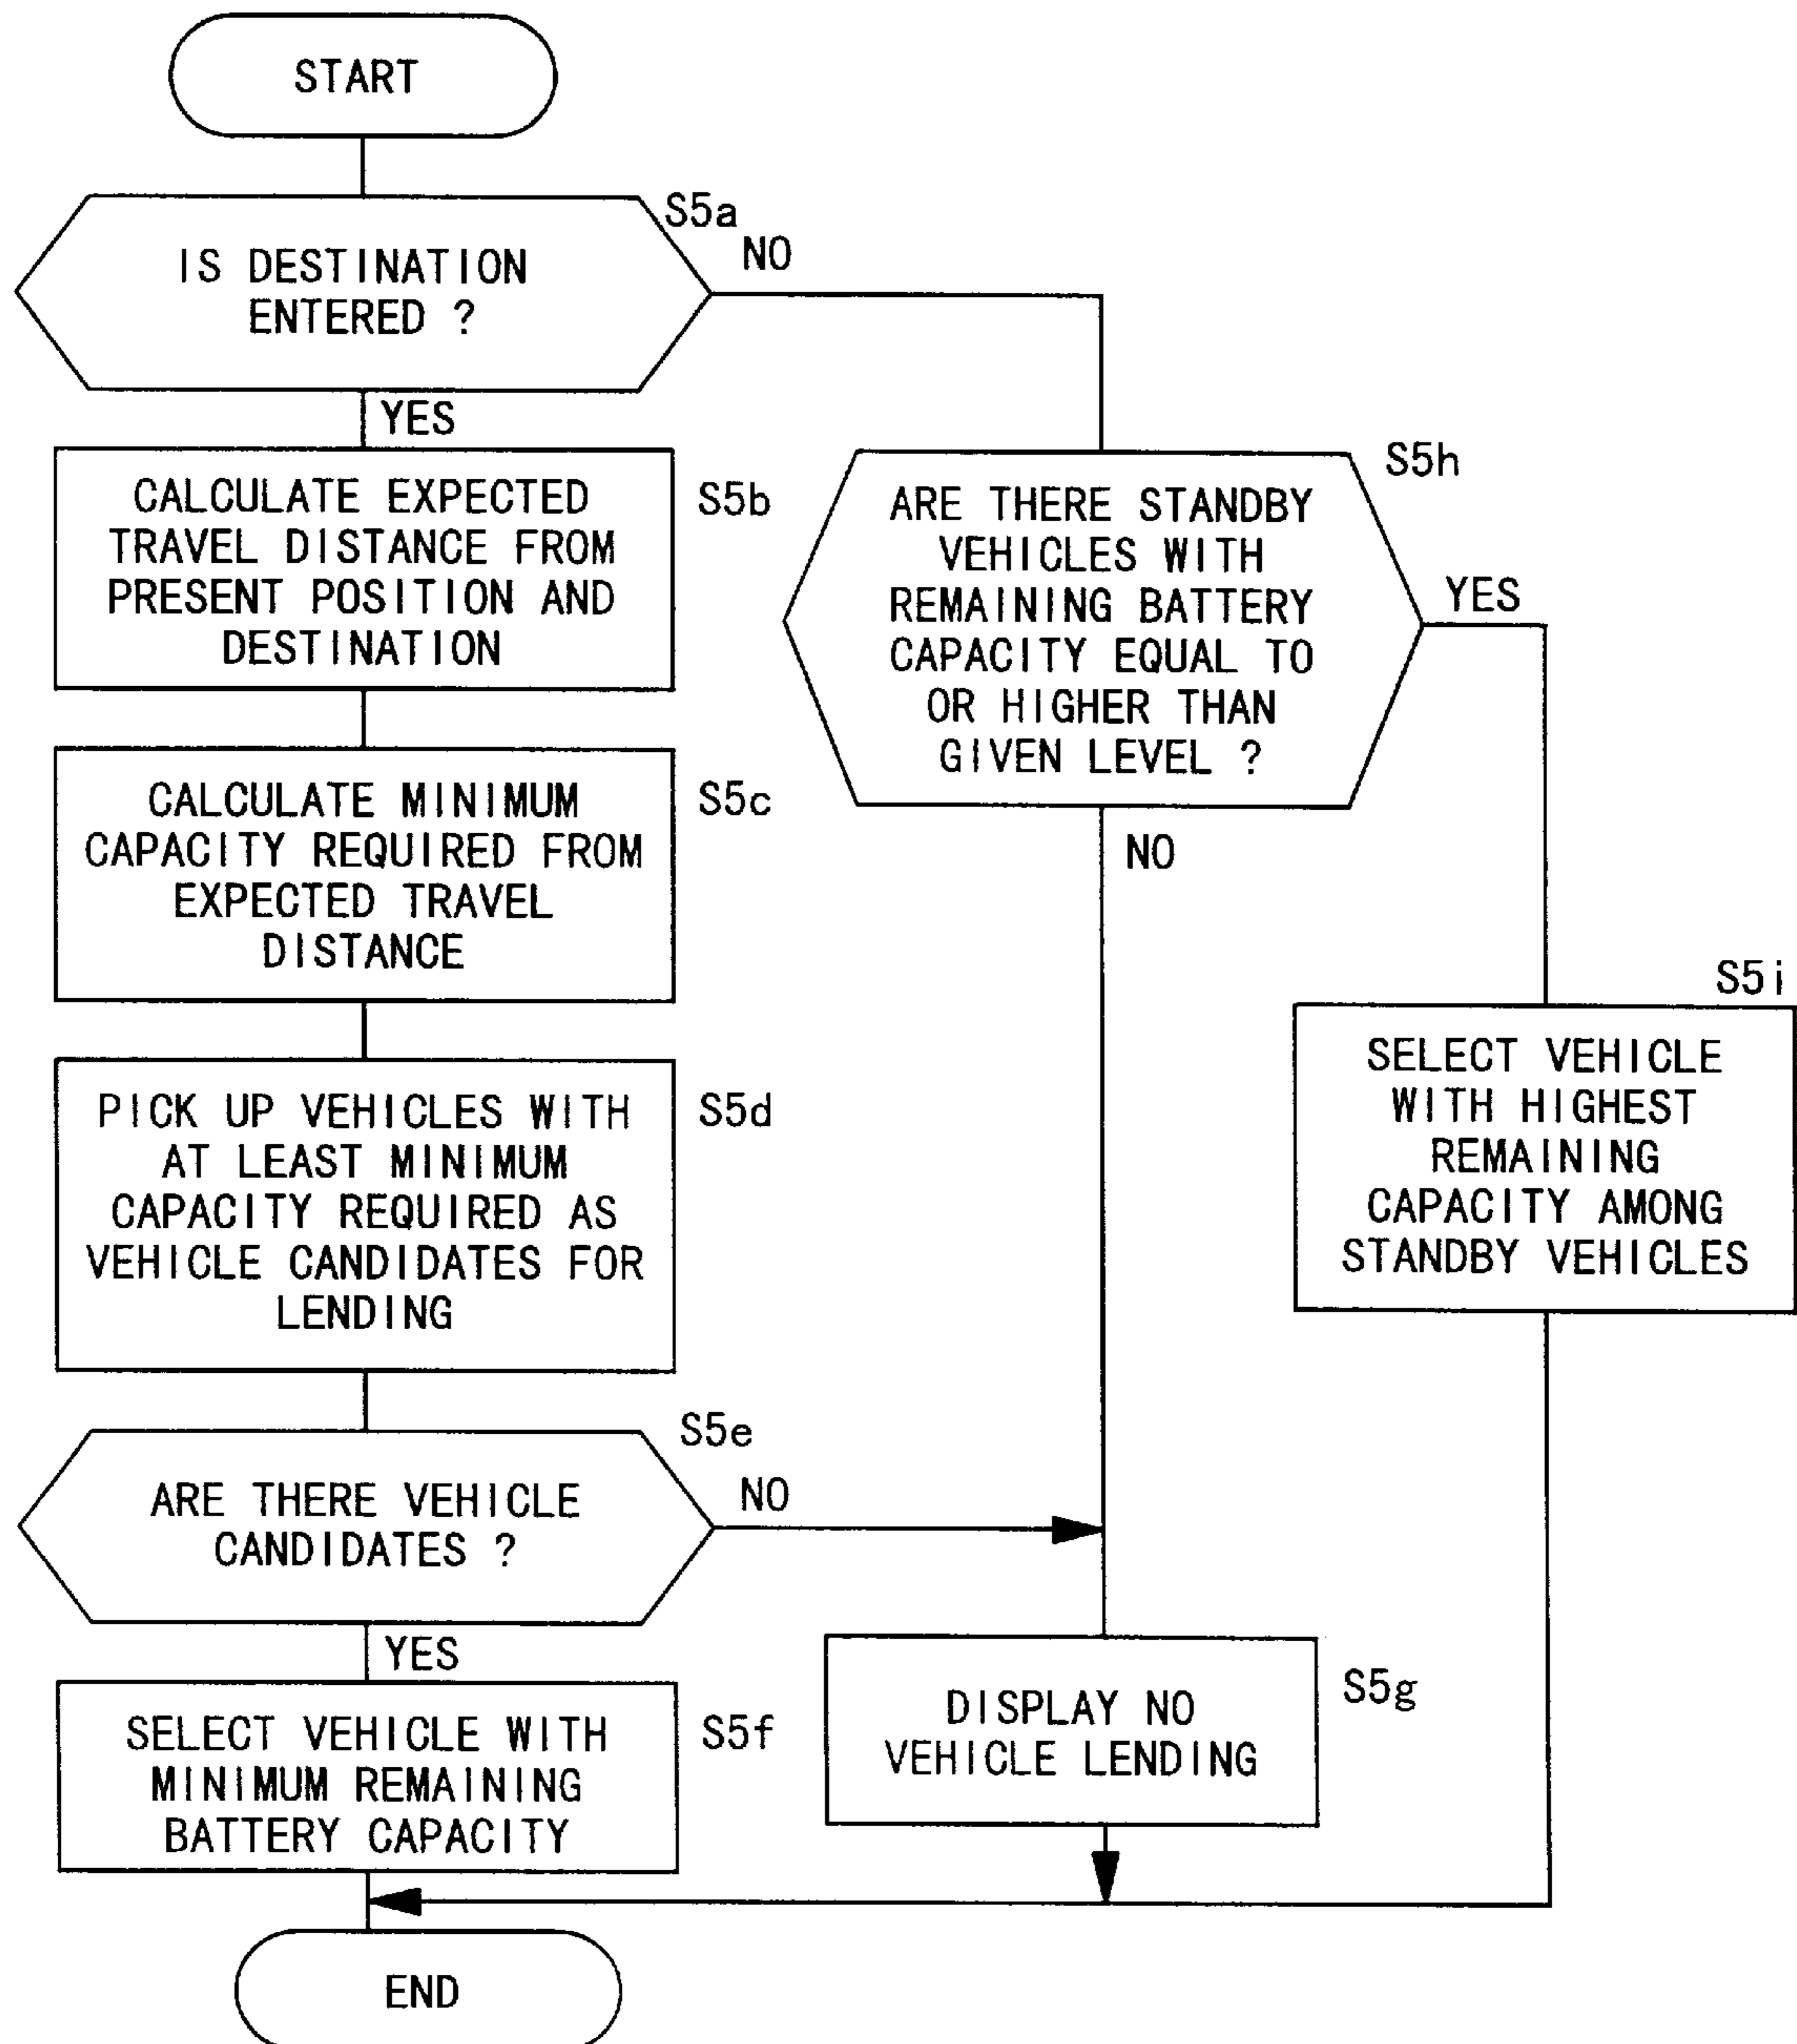 START
S5a
IS DESTINATION
ENTERED ?
NO
YES
CALCULATE EXPECTED
TRAVEL DISTANCE FROM
PRESENT POSITION AND
DESTINATION
S5b
CALCULATE MINIMUM
CAPACITY REQUIRED FROM
EXPECTED TRAVEL
DISTANCE
S5c
PICK UP VEHICLES WITH
AT LEAST MINIMUM
CAPACITY REQUIRED AS
VEHICLE CANDIDATES FOR
LENDING
S5d
S5e
ARE THERE VEHICLE
CANDIDATES ?
NO
YES
SELECT VEHICLE WITH
MINIMUM REMAINING
BATTERY CAPACITY
S5f
S5h
ARE THERE STANDBY
VEHICLES WITH
REMAINING BATTERY
CAPACITY EQUAL TO
OR HIGHER THAN
GIVEN LEVEL ?
YES
NO
S5i
SELECT VEHICLE
WITH HIGHEST
REMAINING
CAPACITY AMONG
STANDBY VEHICLES
DISPLAY NO
VEHICLE LENDING
S5g
END